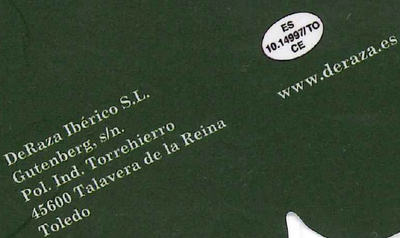 ES
10.14997/TO
CE
www.deraza.es
DeRaza Ibérico S.L.
Gutenberg, s/n.
Pol. Ind. Torrehierro
45600 Talavera de la Reina
Toledo